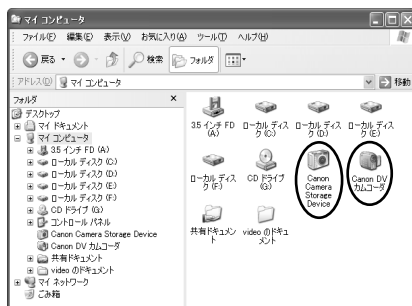 マイ コンピュータ
ファイル(F) 編集(E) 表示(V) お気に入り(A) ツール(T) ヘルプ(H)
戻る 検索 フォルダ
アドレス(D) マイ コンピュータ 移動
フォルダ
デスクトップ
マイ ドキュメント
マイ コンピュータ
3.5 インチ FD (A:)
ローカル ディスク (C:)
ローカル ディスク (D:)
ローカル ディスク (E:)
ローカル ディスク (F:)
CD ドライブ (G:)
コントロール パネル
Canon Camera Storage Device
Canon DV カムコーダ
共有ドキュメント
video のドキュメント
マイ ネットワーク
ごみ箱
3.5 インチ FD (A:)
ローカル ディスク (C:)
ローカル ディスク (D:)
ローカル ディスク (E:)
ローカル ディスク (F:)
CD ドライブ (G:)
Canon Camera Storage Device
Canon DV カムコーダ
共有ドキュメント
video のドキュメント